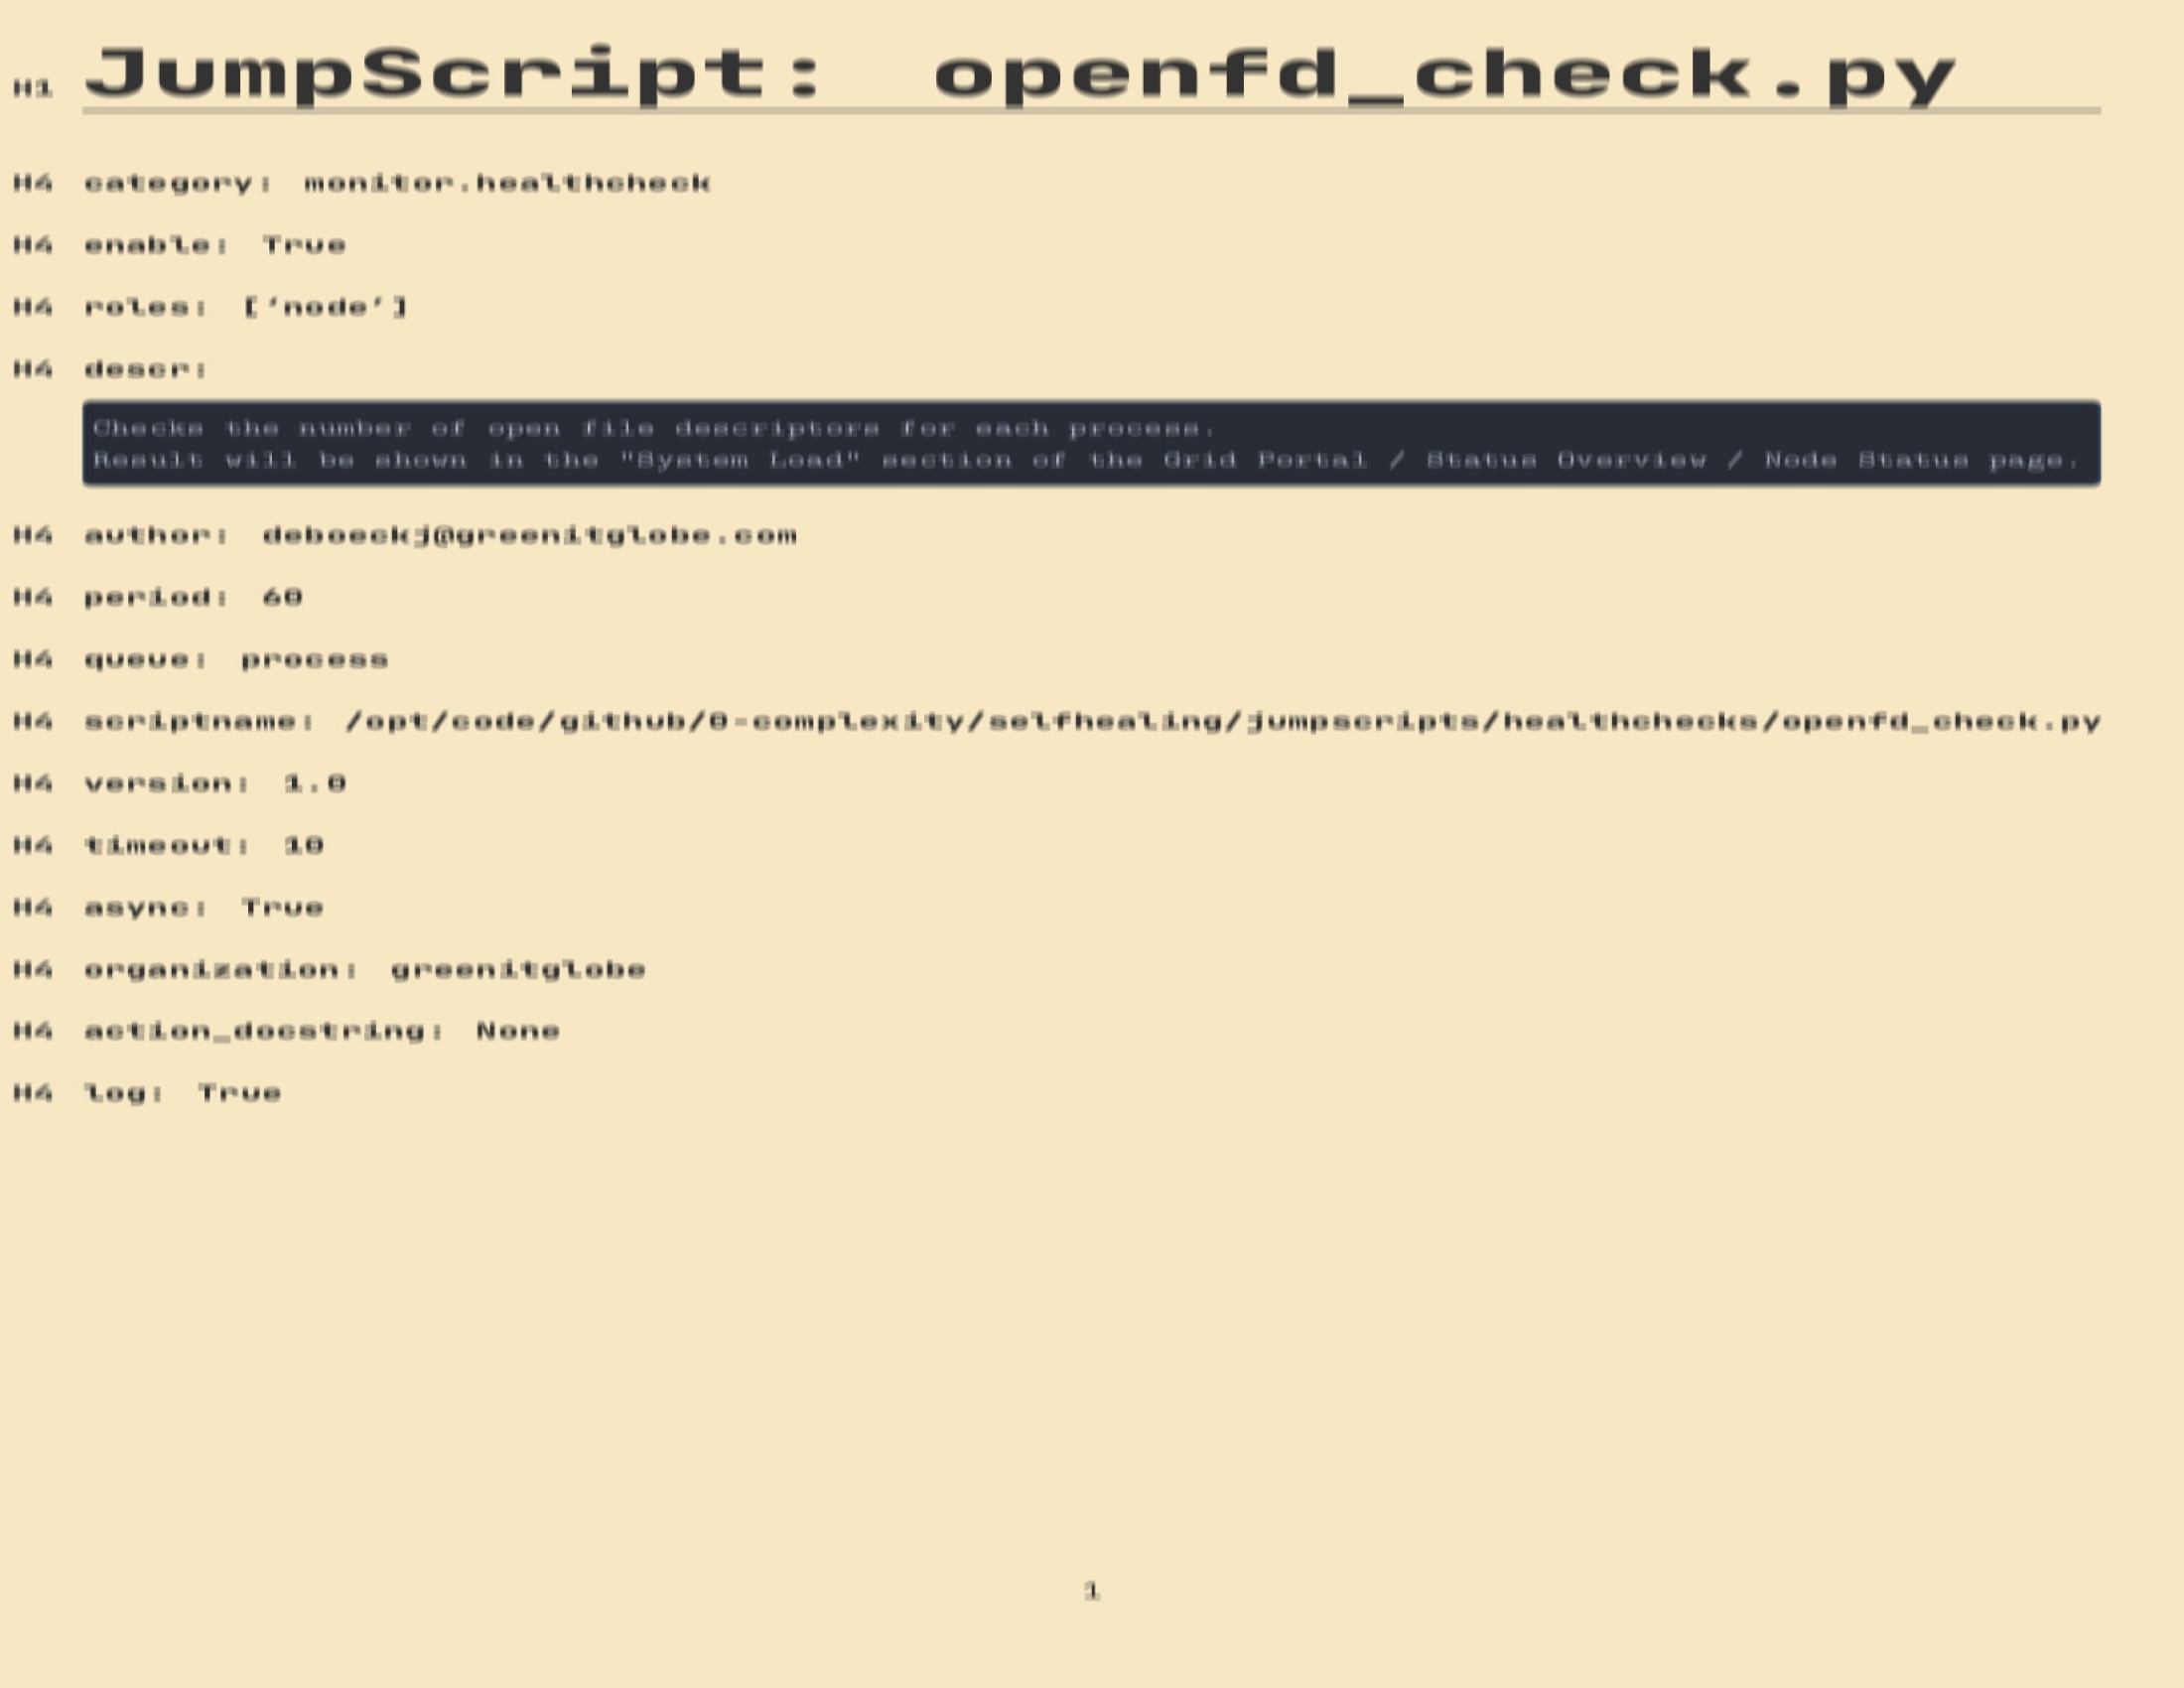 H1 JumpScript: openfd_check.py
H4 category: monitor.healthcheck
H4 enable: True
H4 roles: [‘node’]
H4 descr:
Checks the number of open file descriptors for each process.
Result will be shown in the "System Load" section of the Grid Portal / Status Overview / Node Status page.
H4 author: deboeckj@greenitglobe.com
H4 period: 60
H4 queue: process
H4 scriptname: /opt/code/github/0-complexity/selfhealing/jumpscripts/healthchecks/openfd_check.py
H4 version: 1.0
H4 timeout: 10
H4 async: True
H4 organization: greenitglobe
H4 action_docstring: None
H4 log: True
1